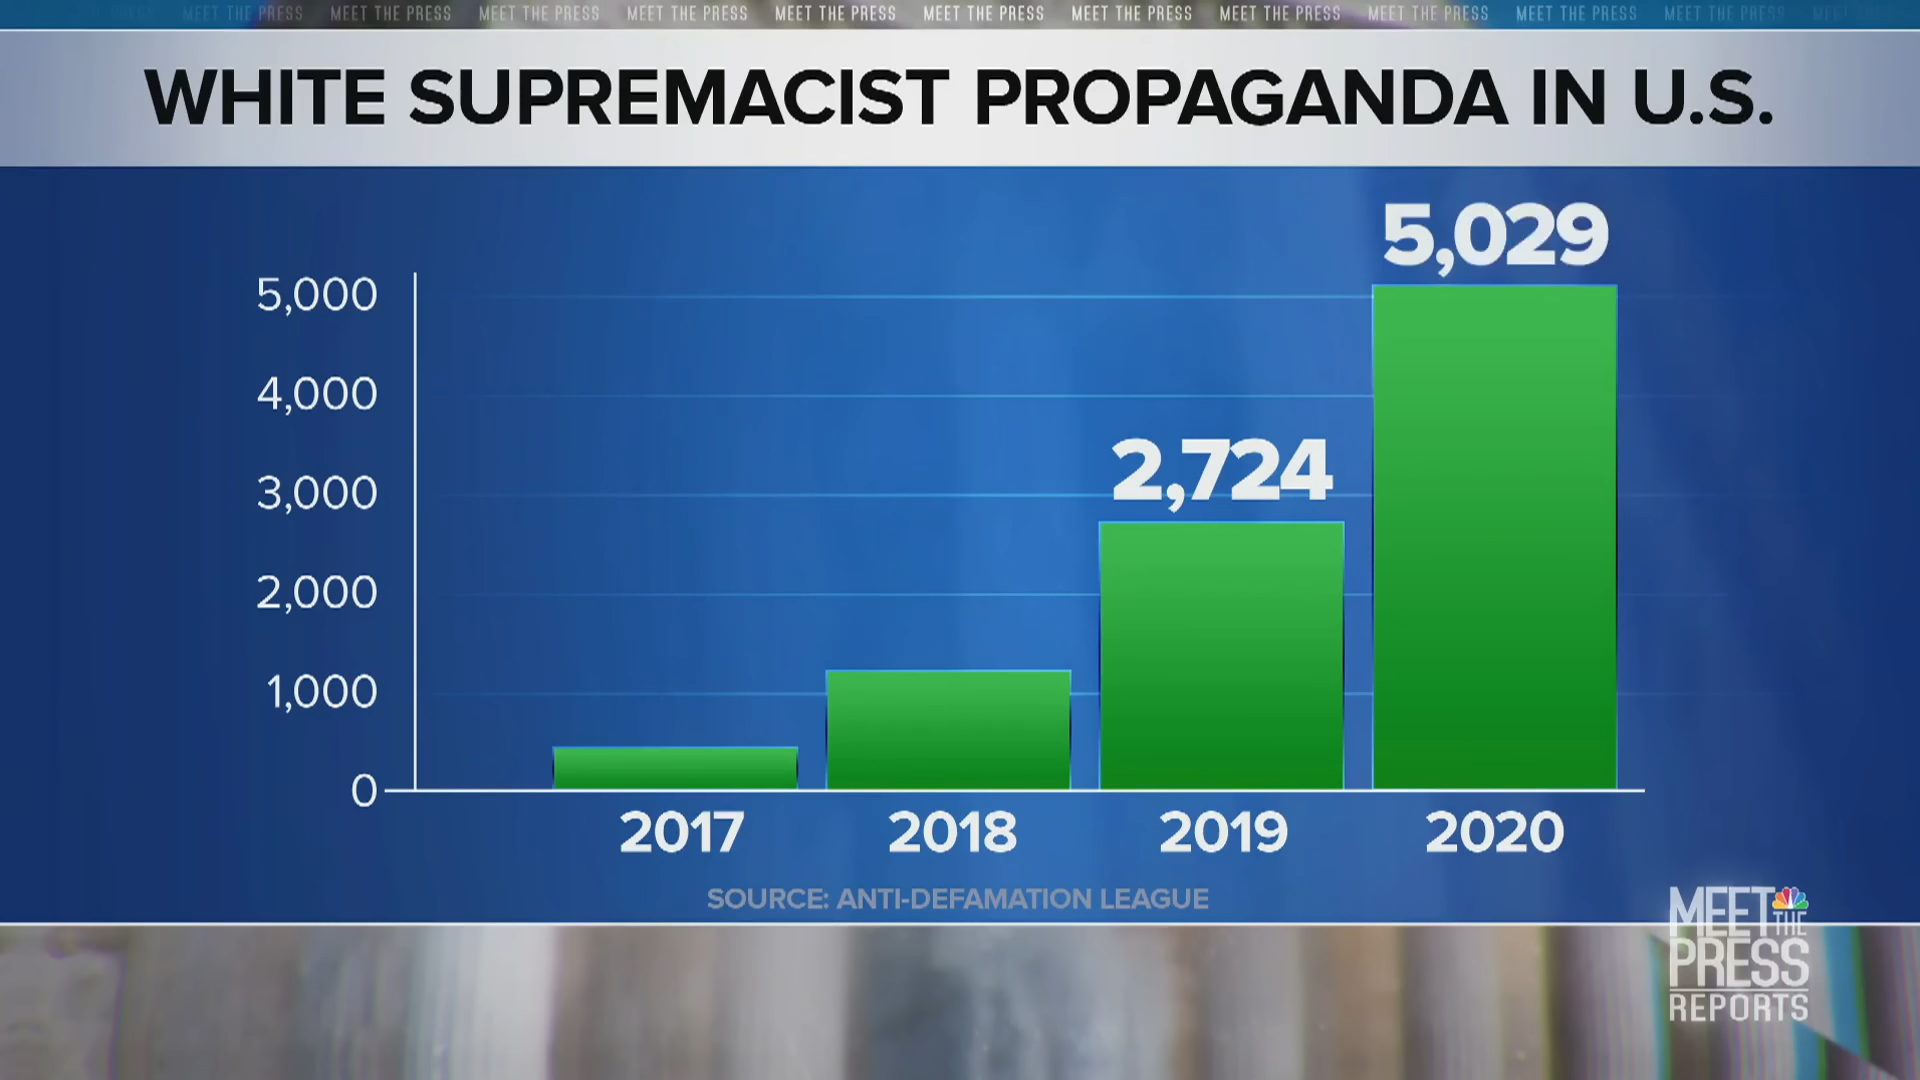 MEET THE PRESS MEET THE PRESS MEET THE PRESS MEET THE PRESS MEET THE PRESS MEET THE PRESS MEET THE PRESS MEET THE PRESS MEET THE PRESS MEET THE PRESS MEET THE PRESS
WHITE SUPREMACIST PROPAGANDA IN U.S.
5,029
5,000
4,000
2,724
3,000
2,000
1,000
0
2017 2018 2019 2020
SOURCE: ANTI-DEFAMATION LEAGUE
MEET
THE
PRESS
REPORTS